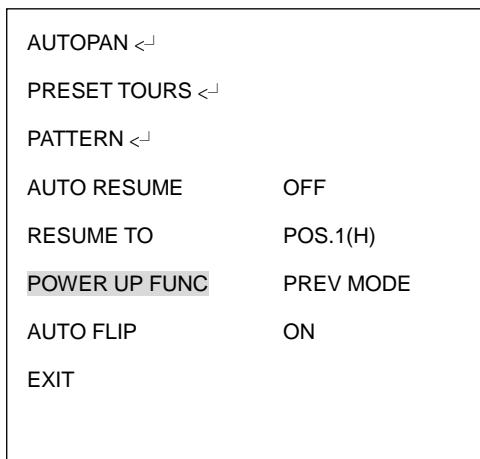 AUTOPAN <┘
PRESET TOURS <┘
PATTERN <┘
AUTO RESUME OFF
RESUME TO POS.1(H)
POWER UP FUNC PREV MODE
AUTO FLIP ON
EXIT